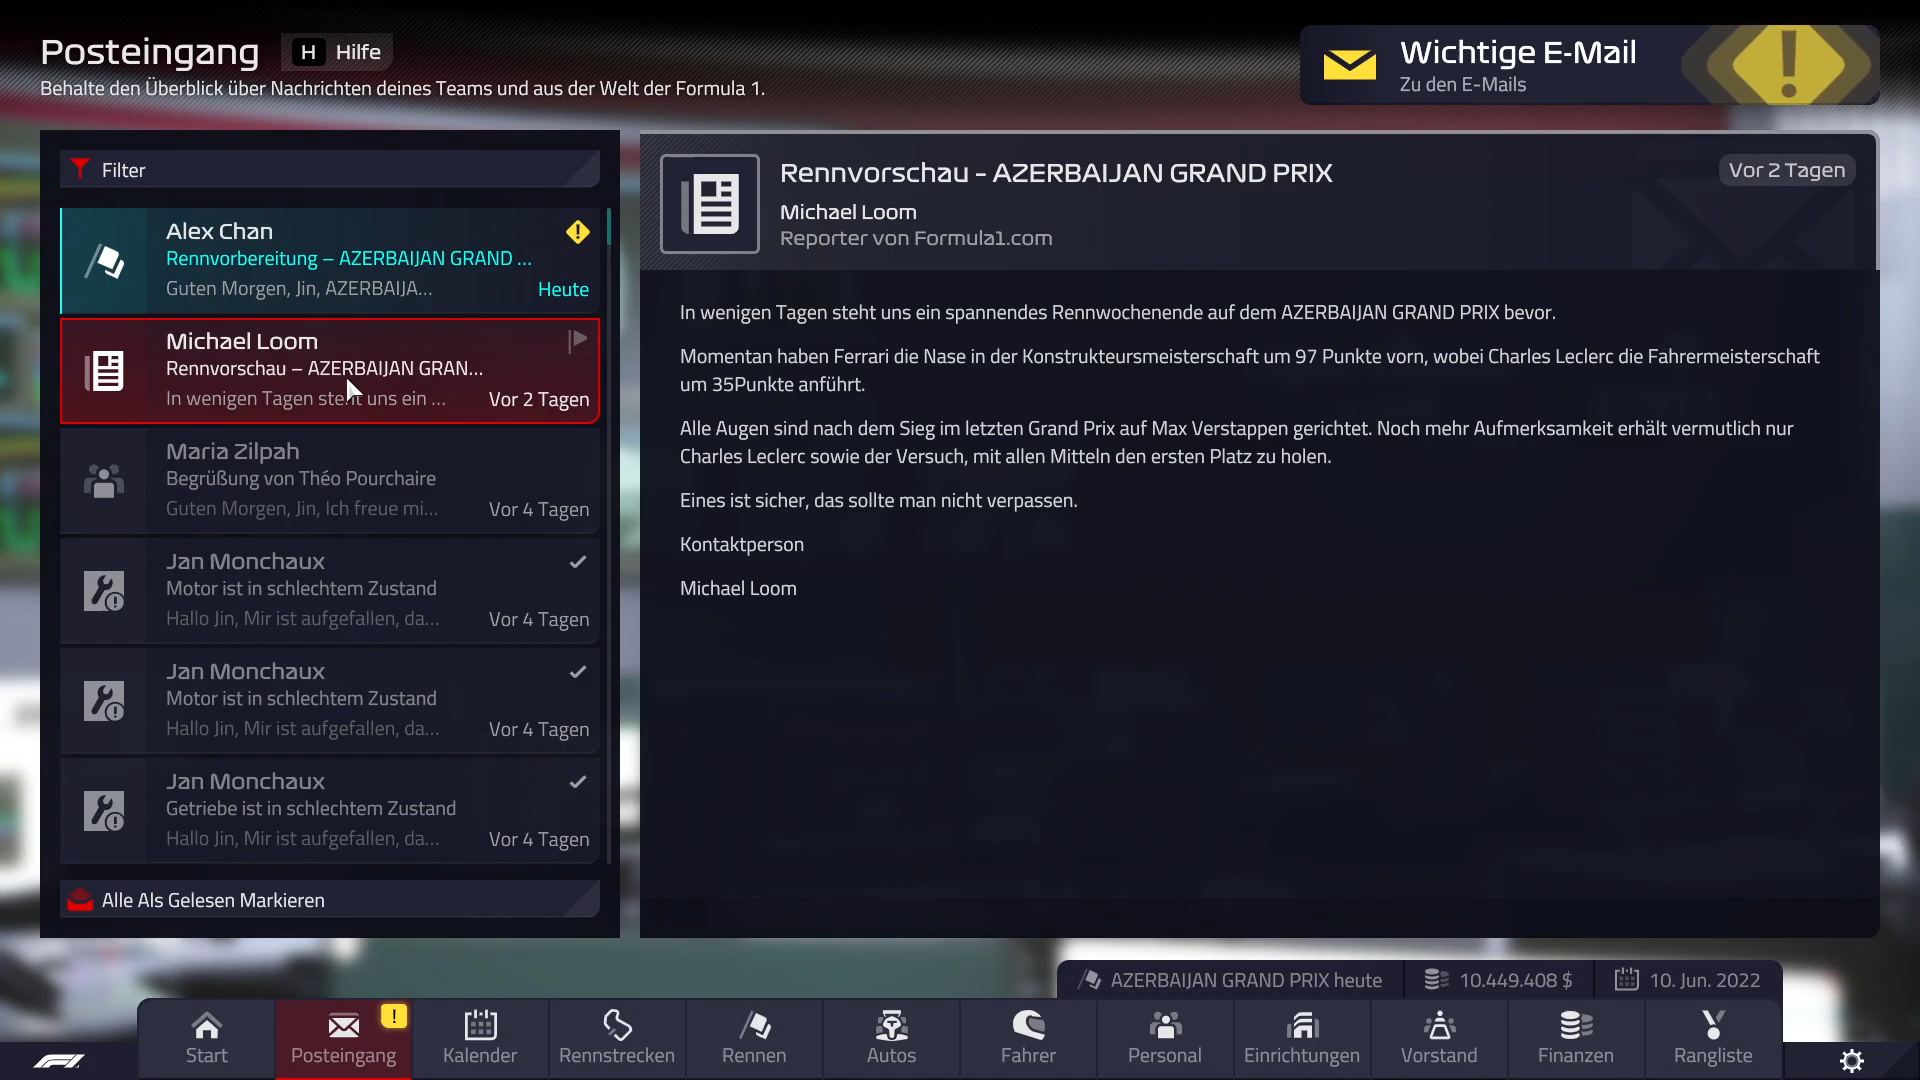 Posteingang
H Hilfe
Behalte den Überblick über Nachrichten deines Teams und aus der Welt der Formula 1.
Wichtige E-Mail
Zu den E-Mails
Filter
Alex Chan
Rennvorbereitung – AZERBAIJAN GRAND ...
Guten Morgen, Jin, AZERBAIJA...
Heute
Michael Loom
Rennvorschau – AZERBAIJAN GRAN...
In wenigen Tagen steht uns ein ...
Vor 2 Tagen
Maria Zilpah
Begrüßung von Théo Pourchaire
Guten Morgen, Jin, Ich freue mi...
Vor 4 Tagen
Jan Monchaux
Motor ist in schlechtem Zustand
Hallo Jin, Mir ist aufgefallen, da...
Vor 4 Tagen
Jan Monchaux
Motor ist in schlechtem Zustand
Hallo Jin, Mir ist aufgefallen, da...
Vor 4 Tagen
Jan Monchaux
Getriebe ist in schlechtem Zustand
Hallo Jin, Mir ist aufgefallen, da...
Vor 4 Tagen
Alle Als Gelesen Markieren
Rennvorschau - AZERBAIJAN GRAND PRIX
Vor 2 Tagen
Michael Loom
Reporter von Formula1.com
In wenigen Tagen steht uns ein spannendes Rennwochenende auf dem AZERBAIJAN GRAND PRIX bevor.
Momentan haben Ferrari die Nase in der Konstrukteursmeisterschaft um 97 Punkte vorn, wobei Charles Leclerc die Fahrermeisterschaft
um 35Punkte anführt.
Alle Augen sind nach dem Sieg im letzten Grand Prix auf Max Verstappen gerichtet. Noch mehr Aufmerksamkeit erhält vermutlich nur
Charles Leclerc sowie der Versuch, mit allen Mitteln den ersten Platz zu holen.
Eines ist sicher, das sollte man nicht verpassen.
Kontaktperson
Michael Loom
AZERBAIJAN GRAND PRIX heute
10.449.408 $
10. Jun. 2022
Start
Posteingang
Kalender
Rennstrecken
Rennen
Autos
Fahrer
Personal
Einrichtungen
Vorstand
Finanzen
Rangliste